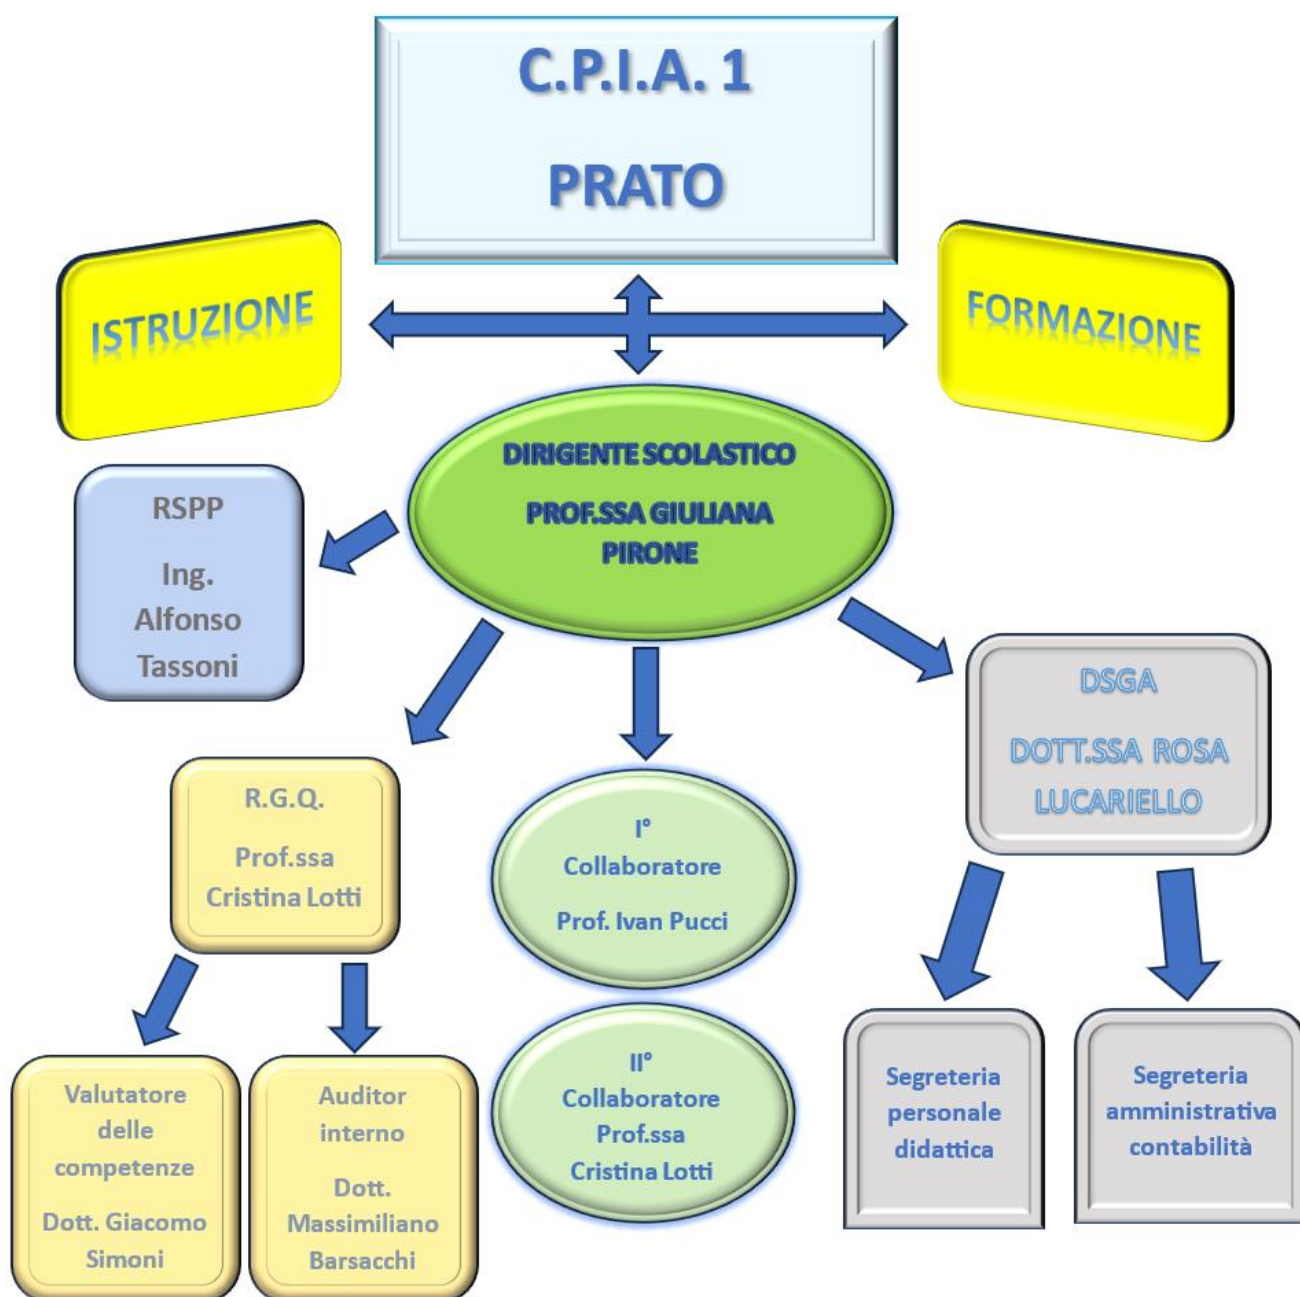 C.P.I.A. 1
PRATO
ISTRUZIONE
FORMAZIONE
DIRIGENTE SCOLASTICO
PROF.SSA GIULIANA
PIRONE
RSPP
Ing.
Alfonso
Tassoni
DSGA
DOTT.SSA ROSA
LUCARIELLO
R.G.Q.
Prof.ssa
Cristina Lotti
I°
Collaboratore
Prof. Ivan Pucci
Valutatore
delle
competenze
Dott. Giacomo
Simoni
Auditor
interno
Dott.
Massimiliano
Barsacchi
II°
Collaboratore
Prof.ssa
Cristina Lotti
Segreteria
personale
didattica
Segreteria
amministrativa
contabilità